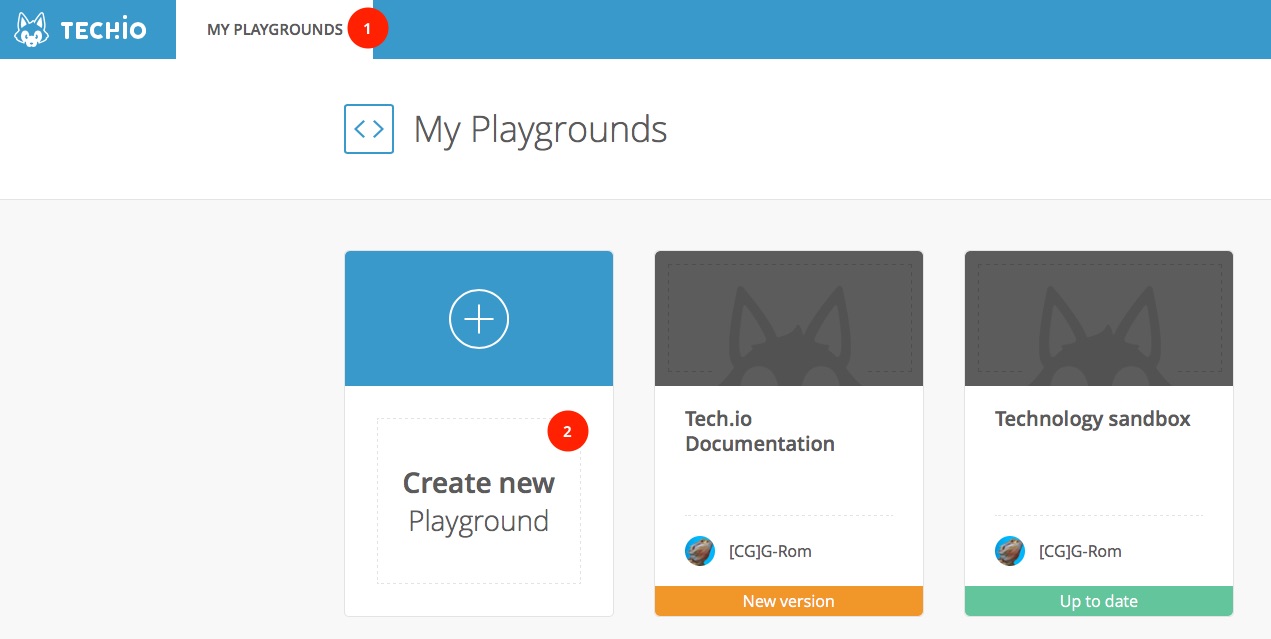 TECH.IO
MY PLAYGROUNDS
1
My Playgrounds
2
Create new
Playground
Tech.io
Documentation
[CG]G-Rom
New version
Technology sandbox
[CG]G-Rom
Up to date